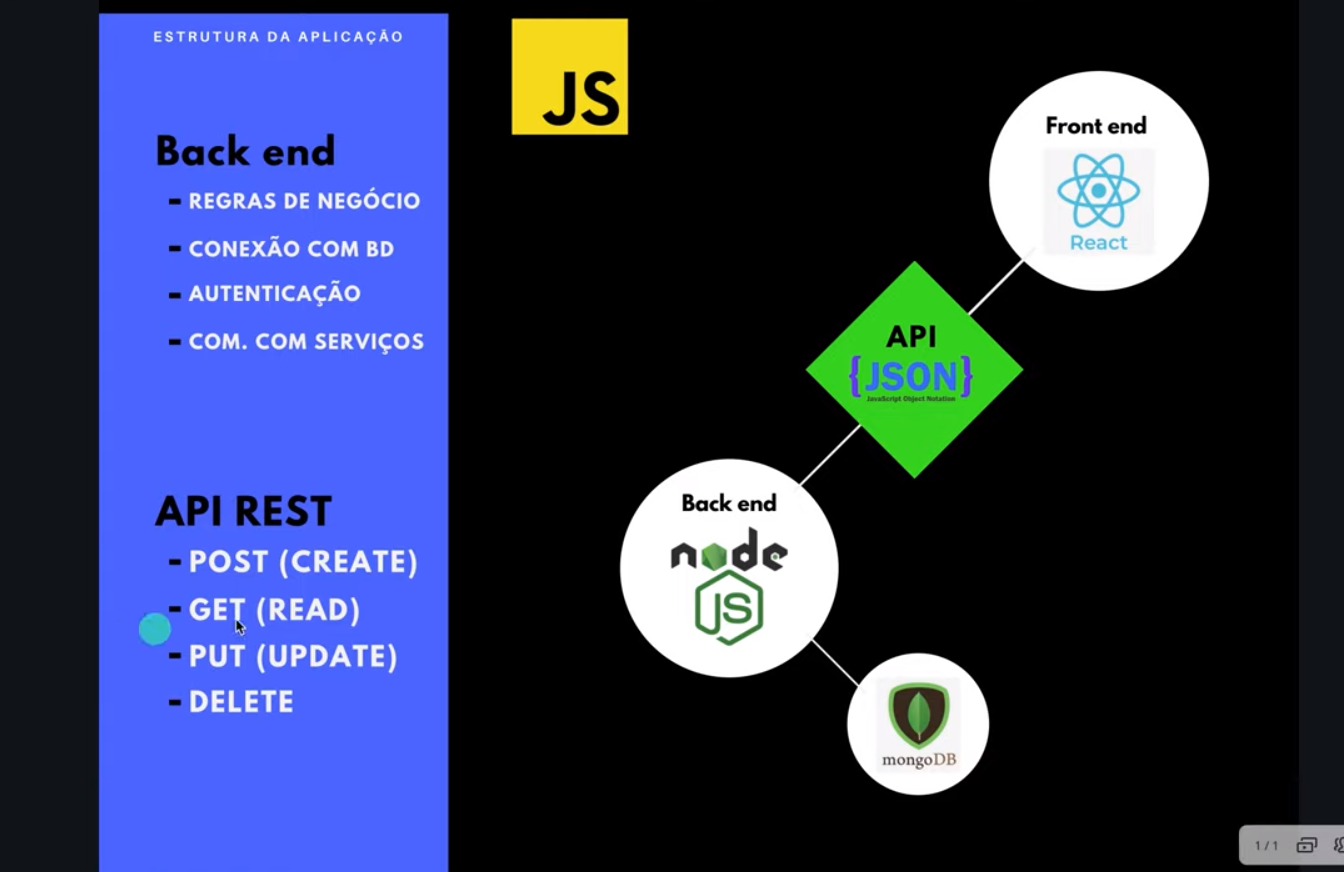 ESTRUTURA DA APLICAÇÃO
Back end
- REGRAS DE NEGÓCIO
- CONEXÃO COM BD
- AUTENTICAÇÃO
- COM. COM SERVIÇOS
API REST
- POST (CREATE)
- GET (READ)
- PUT (UPDATE)
- DELETE
JS
Front end
React
API
{JSON}
JavaScript Object Notation
Back end
node
JS
mongoDB
1 / 1